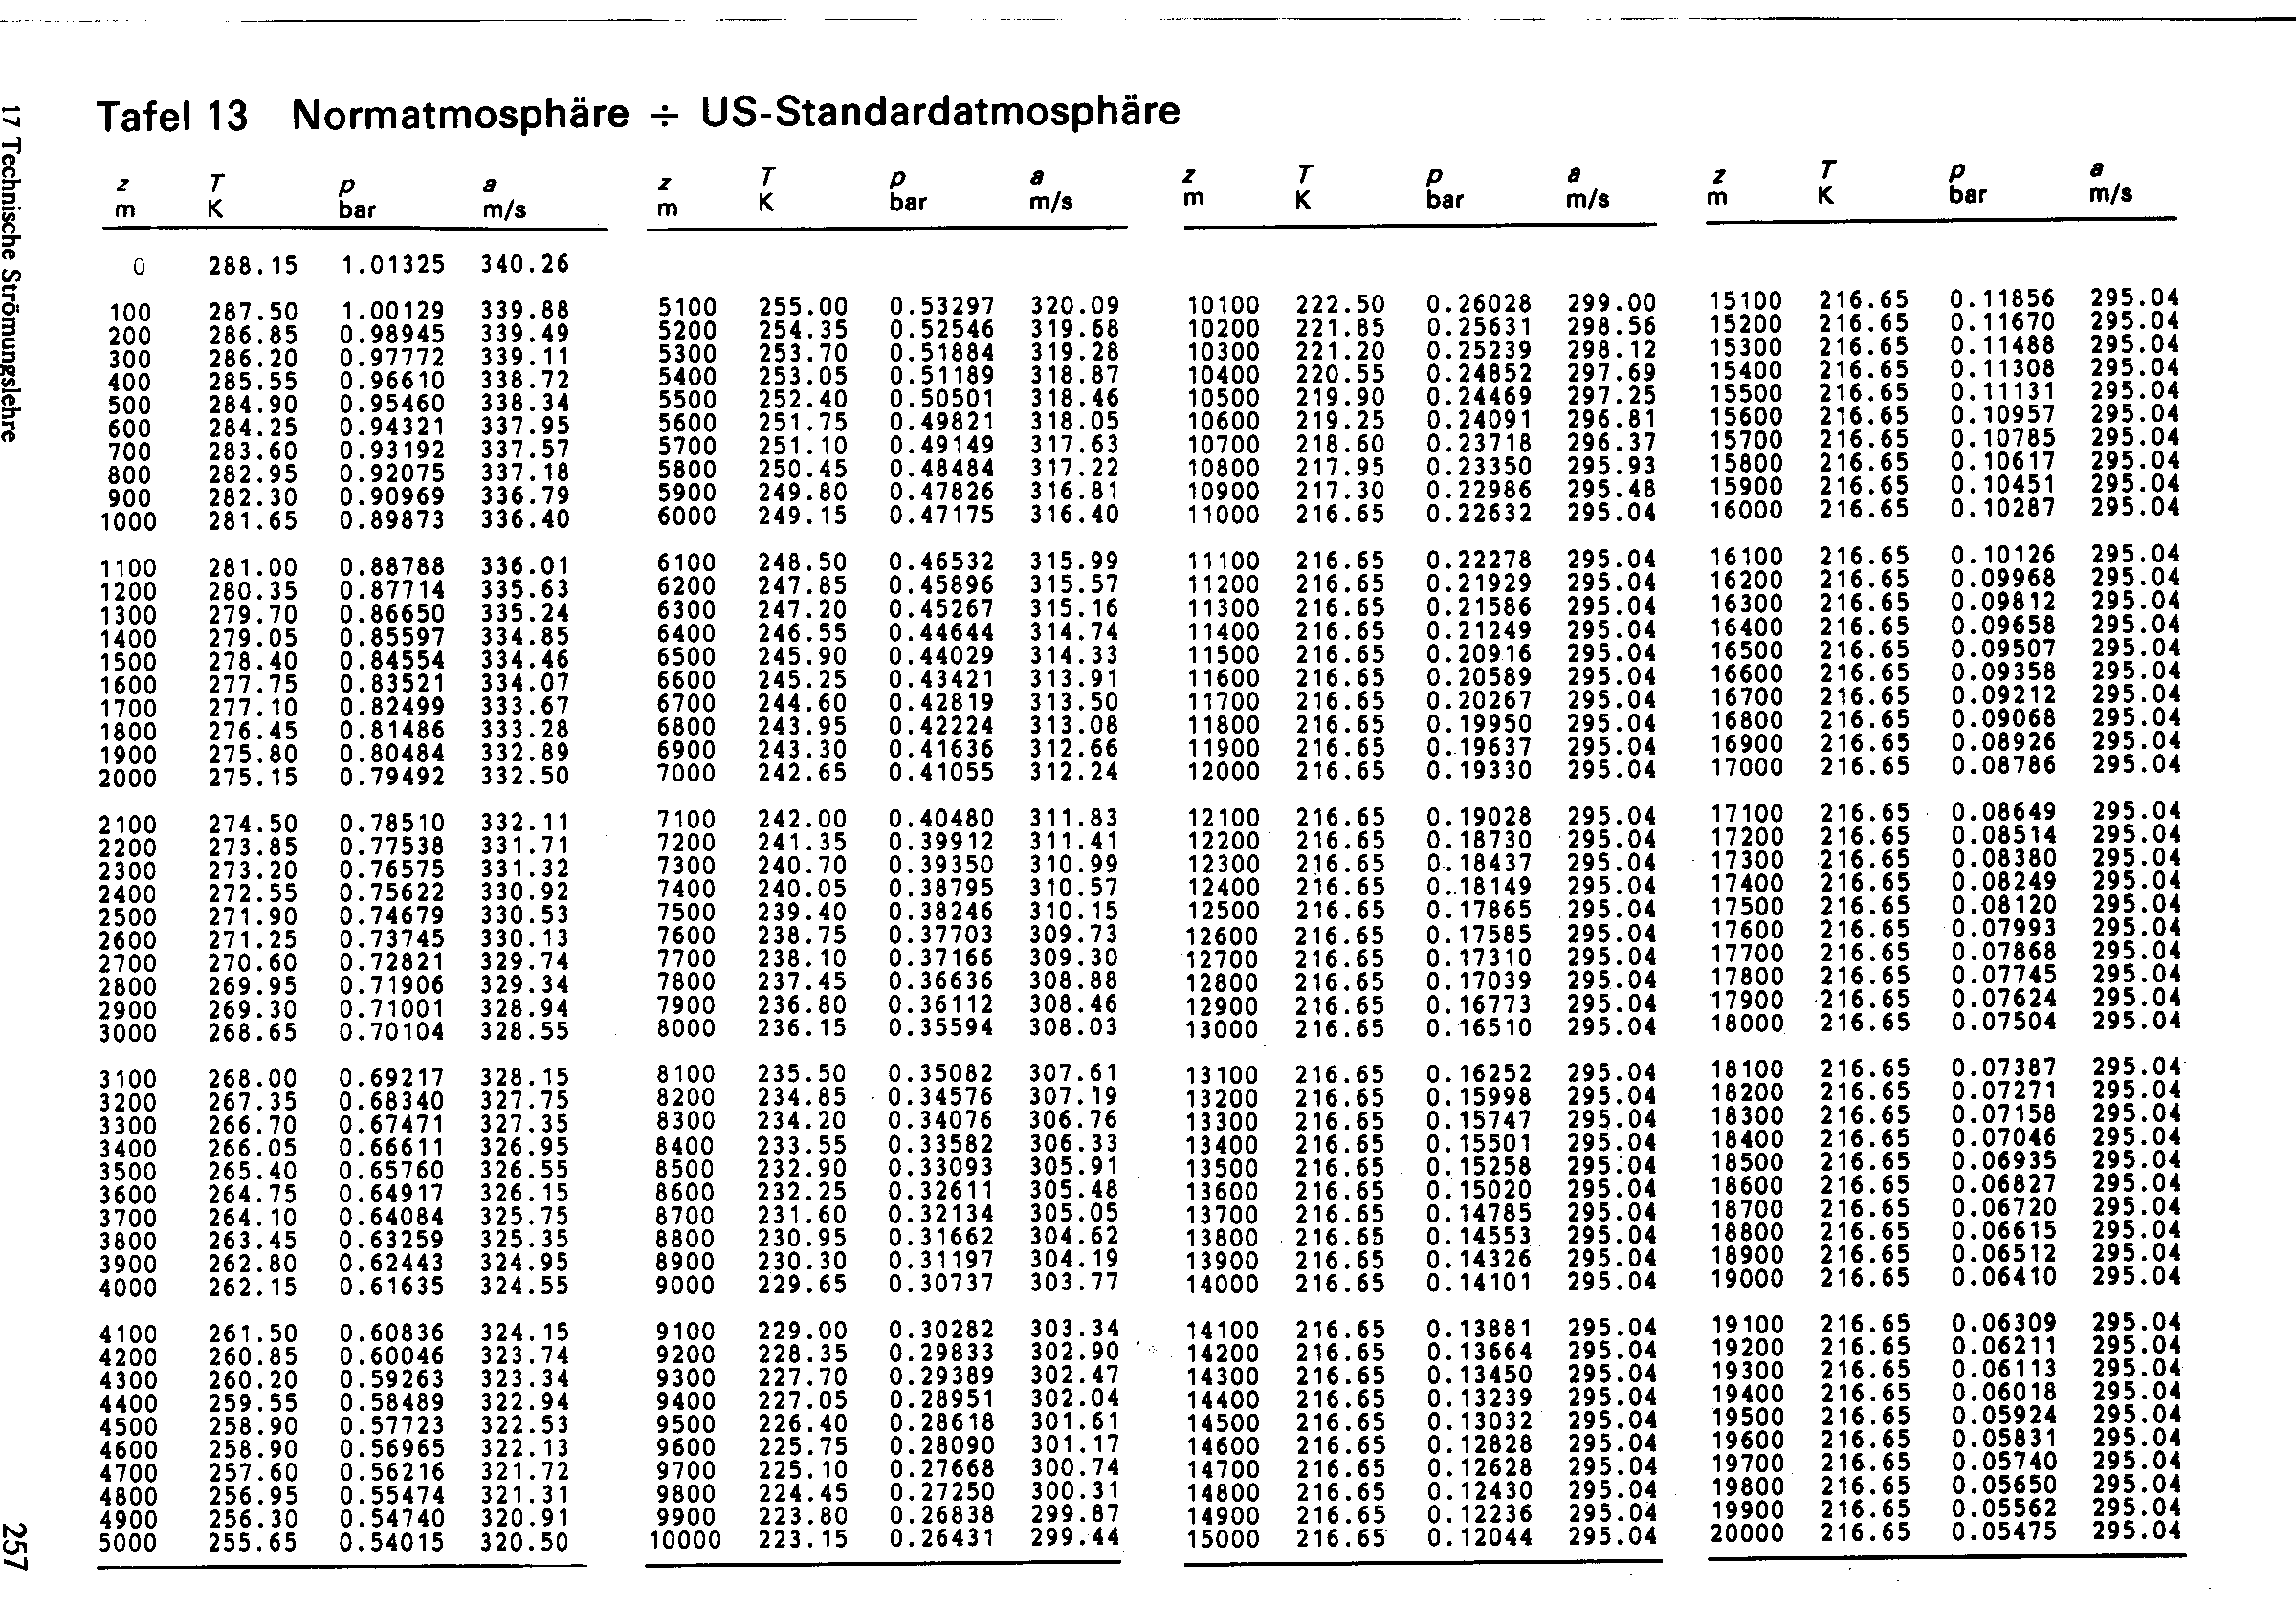 Tafel 13 Normatmosphäre ÷ US-Standardatmosphäre
z T p a z T p a z T p a z T p a
m K bar m/s m K bar m/s m K bar m/s m K bar m/s
0 288.15 1.01325 340.26
100 287.50 1.00129 339.88 5100 255.00 0.53297 320.09 10100 222.50 0.26028 299.00 15100 216.65 0.11856 295.04
200 286.85 0.98945 339.49 5200 254.35 0.52546 319.68 10200 221.85 0.25631 298.56 15200 216.65 0.11670 295.04
300 286.20 0.97772 339.11 5300 253.70 0.51884 319.28 10300 221.20 0.25239 298.12 15300 216.65 0.11488 295.04
400 285.55 0.96610 338.72 5400 253.05 0.51189 318.87 10400 220.55 0.24852 297.69 15400 216.65 0.11308 295.04
500 284.90 0.95460 338.34 5500 252.40 0.50501 318.46 10500 219.90 0.24469 297.25 15500 216.65 0.11131 295.04
600 284.25 0.94321 337.95 5600 251.75 0.49821 318.05 10600 219.25 0.24091 296.81 15600 216.65 0.10957 295.04
700 283.60 0.93192 337.57 5700 251.10 0.49149 317.63 10700 218.60 0.23718 296.37 15700 216.65 0.10785 295.04
800 282.95 0.92075 337.18 5800 250.45 0.48484 317.22 10800 217.95 0.23350 295.93 15800 216.65 0.10617 295.04
900 282.30 0.90969 336.79 5900 249.80 0.47826 316.81 10900 217.30 0.22986 295.48 15900 216.65 0.10451 295.04
1000 281.65 0.89873 336.40 6000 249.15 0.47175 316.40 11000 216.65 0.22632 295.04 16000 216.65 0.10287 295.04
1100 281.00 0.88788 336.01 6100 248.50 0.46532 315.99 11100 216.65 0.22278 295.04 16100 216.65 0.10126 295.04
1200 280.35 0.87714 335.63 6200 247.85 0.45896 315.57 11200 216.65 0.21929 295.04 16200 216.65 0.09968 295.04
1300 279.70 0.86650 335.24 6300 247.20 0.45267 315.16 11300 216.65 0.21586 295.04 16300 216.65 0.09812 295.04
1400 279.05 0.85597 334.85 6400 246.55 0.44644 314.74 11400 216.65 0.21249 295.04 16400 216.65 0.09658 295.04
1500 278.40 0.84554 334.46 6500 245.90 0.44029 314.33 11500 216.65 0.20916 295.04 16500 216.65 0.09507 295.04
1600 277.75 0.83521 334.07 6600 245.25 0.43421 313.91 11600 216.65 0.20589 295.04 16600 216.65 0.09358 295.04
1700 277.10 0.82499 333.67 6700 244.60 0.42819 313.50 11700 216.65 0.20267 295.04 16700 216.65 0.09212 295.04
1800 276.45 0.81486 333.28 6800 243.95 0.42224 313.08 11800 216.65 0.19950 295.04 16800 216.65 0.09068 295.04
1900 275.80 0.80484 332.89 6900 243.30 0.41636 312.66 11900 216.65 0.19637 295.04 16900 216.65 0.08926 295.04
2000 275.15 0.79492 332.50 7000 242.65 0.41055 312.24 12000 216.65 0.19330 295.04 17000 216.65 0.08786 295.04
2100 274.50 0.78510 332.11 7100 242.00 0.40480 311.83 12100 216.65 0.19028 295.04 17100 216.65 0.08649 295.04
2200 273.85 0.77538 331.71 7200 241.35 0.39912 311.41 12200 216.65 0.18730 295.04 17200 216.65 0.08514 295.04
2300 273.20 0.76575 331.32 7300 240.70 0.39350 310.99 12300 216.65 0.18437 295.04 17300 216.65 0.08380 295.04
2400 272.55 0.75622 330.92 7400 240.05 0.38795 310.57 12400 216.65 0.18149 295.04 17400 216.65 0.08249 295.04
2500 271.90 0.74679 330.53 7500 239.40 0.38246 310.15 12500 216.65 0.17865 295.04 17500 216.65 0.08120 295.04
2600 271.25 0.73745 330.13 7600 238.75 0.37703 309.73 12600 216.65 0.17585 295.04 17600 216.65 0.07993 295.04
2700 270.60 0.72821 329.74 7700 238.10 0.37166 309.30 12700 216.65 0.17310 295.04 17700 216.65 0.07868 295.04
2800 269.95 0.71906 329.34 7800 237.45 0.36636 308.88 12800 216.65 0.17039 295.04 17800 216.65 0.07745 295.04
2900 269.30 0.71001 328.94 7900 236.80 0.36112 308.46 12900 216.65 0.16773 295.04 17900 216.65 0.07624 295.04
3000 268.65 0.70104 328.55 8000 236.15 0.35594 308.03 13000 216.65 0.16510 295.04 18000 216.65 0.07504 295.04
3100 268.00 0.69217 328.15 8100 235.50 0.35082 307.61 13100 216.65 0.16252 295.04 18100 216.65 0.07387 295.04
3200 267.35 0.68340 327.75 8200 234.85 0.34576 307.19 13200 216.65 0.15998 295.04 18200 216.65 0.07271 295.04
3300 266.70 0.67471 327.35 8300 234.20 0.34076 306.76 13300 216.65 0.15747 295.04 18300 216.65 0.07158 295.04
3400 266.05 0.66611 326.95 8400 233.55 0.33582 306.33 13400 216.65 0.15501 295.04 18400 216.65 0.07046 295.04
3500 265.40 0.65760 326.55 8500 232.90 0.33093 305.91 13500 216.65 0.15258 295.04 18500 216.65 0.06935 295.04
3600 264.75 0.64917 326.15 8600 232.25 0.32611 305.48 13600 216.65 0.15020 295.04 18600 216.65 0.06827 295.04
3700 264.10 0.64084 325.75 8700 231.60 0.32134 305.05 13700 216.65 0.14785 295.04 18700 216.65 0.06720 295.04
3800 263.45 0.63259 325.35 8800 230.95 0.31662 304.62 13800 216.65 0.14553 295.04 18800 216.65 0.06615 295.04
3900 262.80 0.62443 324.95 8900 230.30 0.31197 304.19 13900 216.65 0.14326 295.04 18900 216.65 0.06512 295.04
4000 262.15 0.61635 324.55 9000 229.65 0.30737 303.77 14000 216.65 0.14101 295.04 19000 216.65 0.06410 295.04
4100 261.50 0.60836 324.15 9100 229.00 0.30282 303.34 14100 216.65 0.13881 295.04 19100 216.65 0.06309 295.04
4200 260.85 0.60046 323.74 9200 228.35 0.29833 302.90 14200 216.65 0.13664 295.04 19200 216.65 0.06211 295.04
4300 260.20 0.59263 323.34 9300 227.70 0.29389 302.47 14300 216.65 0.13450 295.04 19300 216.65 0.06113 295.04
4400 259.55 0.58489 322.94 9400 227.05 0.28951 302.04 14400 216.65 0.13239 295.04 19400 216.65 0.06018 295.04
4500 258.90 0.57723 322.53 9500 226.40 0.28618 301.61 14500 216.65 0.13032 295.04 19500 216.65 0.05924 295.04
4600 258.90 0.56965 322.13 9600 225.75 0.28090 301.17 14600 216.65 0.12828 295.04 19600 216.65 0.05831 295.04
4700 257.60 0.56216 321.72 9700 225.10 0.27668 300.74 14700 216.65 0.12628 295.04 19700 216.65 0.05740 295.04
4800 256.95 0.55474 321.31 9800 224.45 0.27250 300.31 14800 216.65 0.12430 295.04 19800 216.65 0.05650 295.04
4900 256.30 0.54740 320.91 9900 223.80 0.26838 299.87 14900 216.65 0.12236 295.04 19900 216.65 0.05562 295.04
5000 255.65 0.54015 320.50 10000 223.15 0.26431 299.44 15000 216.65 0.12044 295.04 20000 216.65 0.05475 295.04
17 Technische Strömungslehre
257